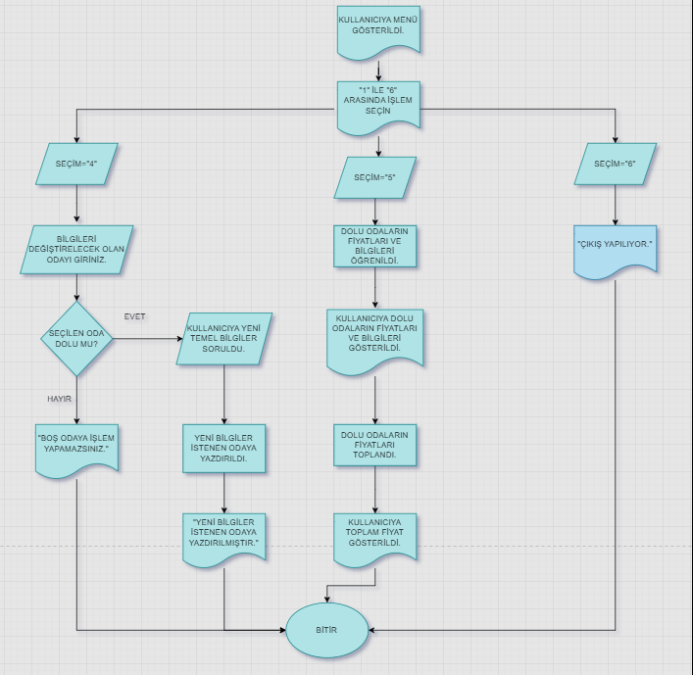 KULLANICIYA MENÜ
GÖSTERİLDİ.
"1" İLE "6"
ARASINDA İŞLEM
SEÇİN
SEÇİM="4"
SEÇİM="5"
SEÇİM="6"
BİLGİLERİ
DEĞİŞTİRELECEK OLAN
ODAYI GİRİNİZ.
DOLU ODALARIN
FİYATLARI VE
BİLGİLERİ
ÖĞRENİLDİ.
"ÇIKIŞ YAPILIYOR."
SEÇİLEN ODA
DOLU MU?
EVET
KULLANICIYA YENİ
TEMEL BİLGİLER
SORULDU.
KULLANICIYA DOLU
ODALARIN FİYATLARI
VE BİLGİLERİ
GÖSTERİLDİ.
HAYIR
"BOŞ ODAYA İŞLEM
YAPAMAZSINIZ."
YENİ BİLGİLER
İSTENEN ODAYA
YAZDIRILDI.
DOLU ODALARIN
FİYATLARI
TOPLANDI.
"YENİ BİLGİLER
İSTENEN ODAYA
YAZDIRILMIŞTIR."
KULLANICIYA
TOPLAM FİYAT
GÖSTERİLDİ.
BİTİR